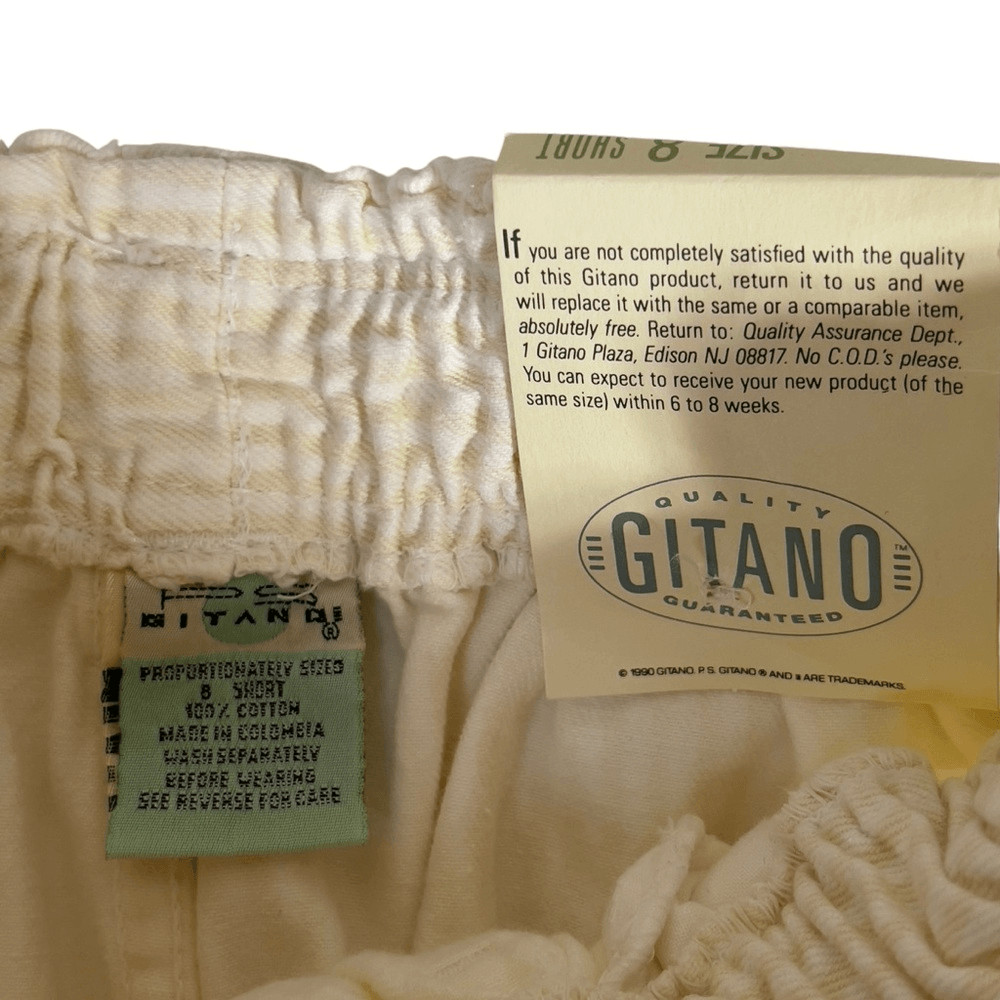 SIZE 8 SHORT
If you are not completely satisfied with the quality
of this Gitano product, return it to us and we
will replace it with the same or a comparable item,
absolutely free. Return to: Quality Assurance Dept.,
1 Gitano Plaza, Edison NJ 08817. No C.O.D.'s please.
You can expect to receive your new product (of the
same size) within 6 to 8 weeks.
QUALITY
GITANO™
GUARANTEED
© 1990 GITANO. P.S. GITANO ® AND ARE TRADEMARKS.
GITANO!
®
PROPORTIONATELY SIZED
8 SHORT
100% COTTON
MADE IN COLOMBIA
WASH SEPARATELY
BEFORE WEARING
SEE REVERSE FOR CARE